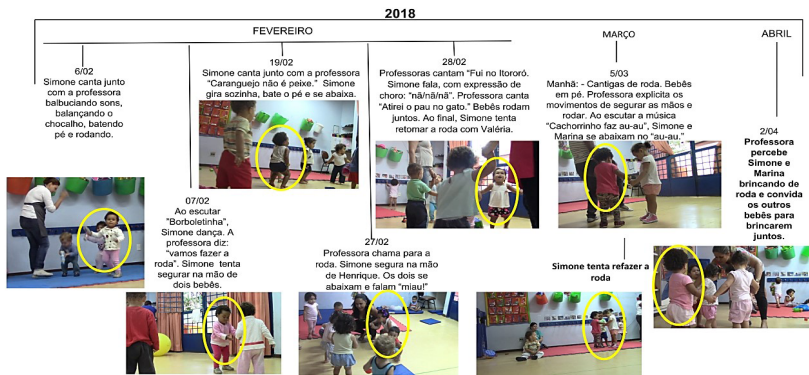 2018
FEVEREIRO
MARÇO
ABRIL
6/02
Simone canta junto
com a professora
balbuciando sons,
balançando o
chocalho, batendo
pé e rodando.
07/02
Ao escutar
"Borboletinha",
Simone dança. A
professora diz:
"vamos fazer a
roda". Simone tenta
segurar na mão de
dois bebês.
19/02
Simone canta junto com a professora
"Caranguejo não é peixe." Simone
gira sozinha, bate o pé e se abaixa.
27/02
Professora chama para a
roda. Simone segura na mão
de Henrique. Os dois se
abaixam e falam "miau!"
28/02
Professoras cantam "Fui no Itororó.
Simone fala, com expressão de
choro: "nã/nã/nã". Professora canta
"Atirei o pau no gato." Bebês rodam
juntos. Ao final, Simone tenta
retomar a roda com Valéria.
5/03
Manhã: - Cantigas de roda. Bebês
em pé. Professora explicita os
movimentos de segurar as mãos e
rodar. Ao escutar a música
"Cachorrinho faz au-au", Simone e
Marina se abaixam no "au-au."
Simone tenta refazer a
roda
2/04
Professora
percebe
Simone e
Marina
brincando de
roda e convida
os outros
bebês para
brincarem
juntos.